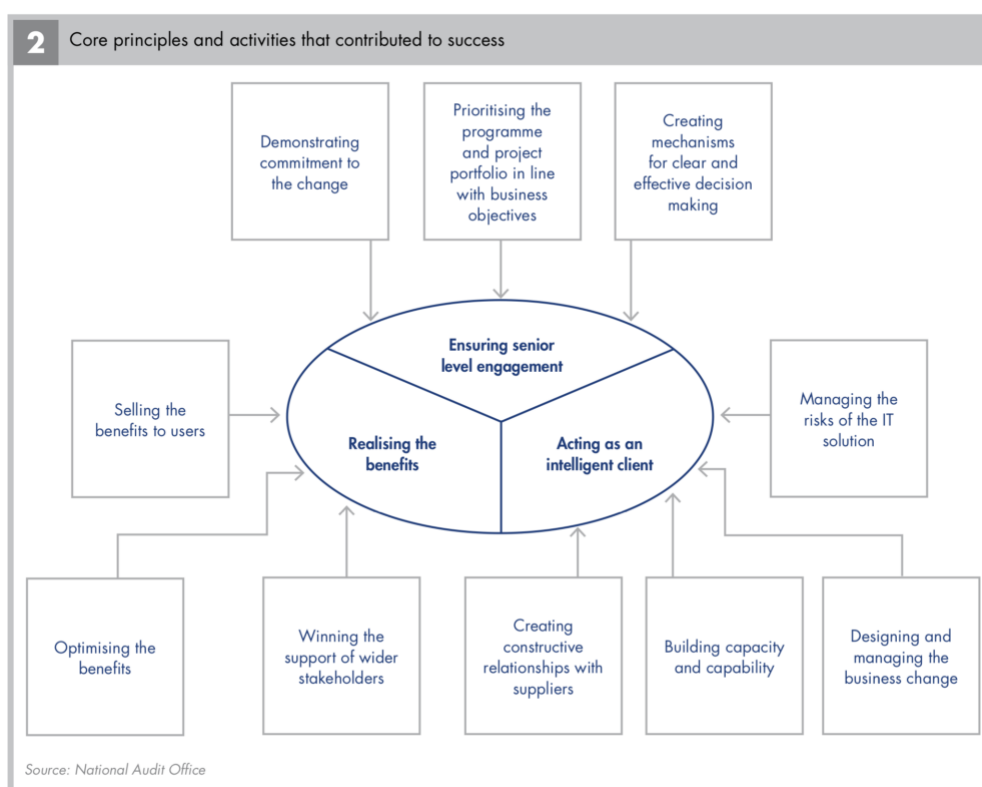 2
Core principles and activities that contributed to success
Demonstrating
commitment to
the change
Prioritising the
programme
and project
portfolio in line
with business
objectives
Creating
mechanisms
for clear and
effective decision
making
Ensuring senior
level engagement
Selling the
benefits to users
Realising the
benefits
Acting as an
intelligent client
Managing the
risks of the IT
solution
Optimising the
benefits
Winning the
support of wider
stakeholders
Creating
constructive
relationships with
suppliers
Building capacity
and capability
Designing and
managing the
business change
Source: National Audit Office